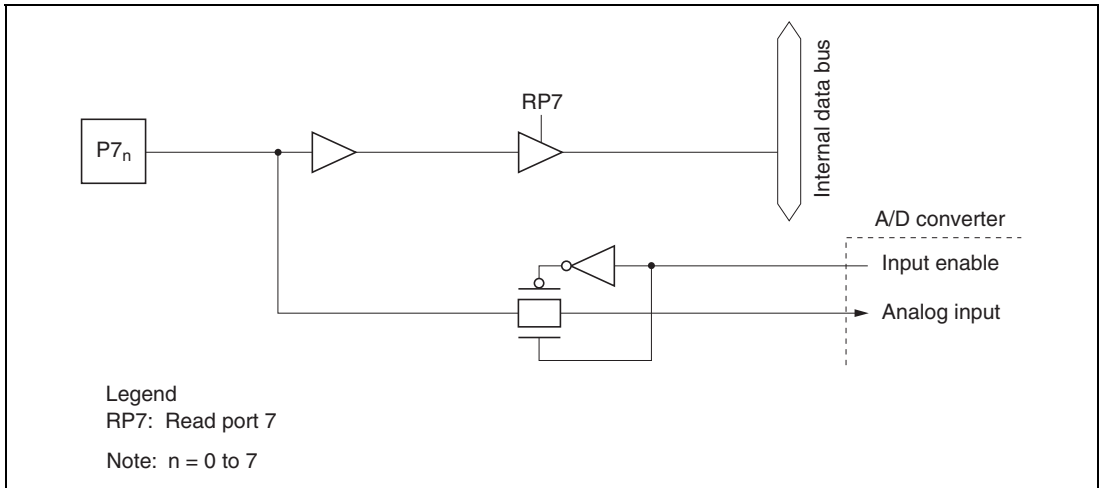 RP7
P7n
Internal data bus
A/D converter
Input enable
Analog input
Legend
RP7: Read port 7
Note: n = 0 to 7